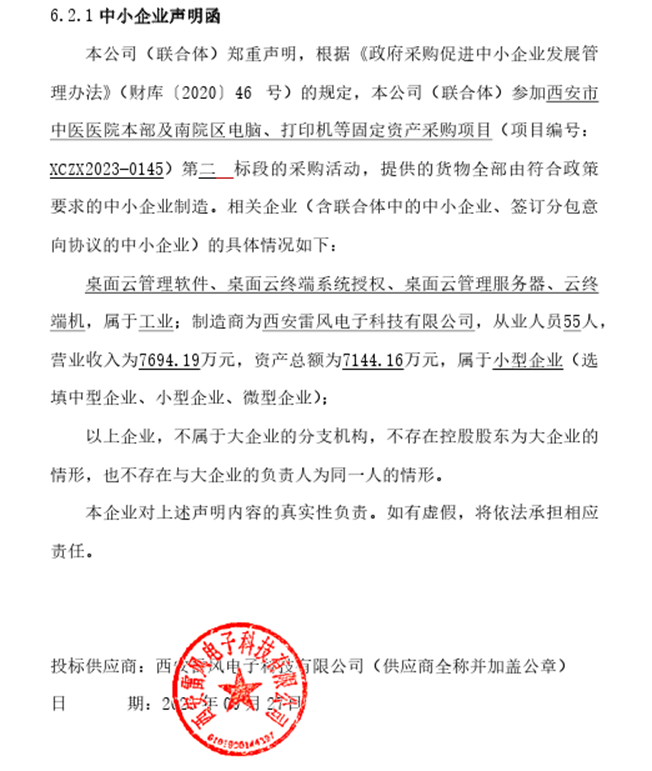 6.2.1中小企业声明函
本公司（联合体）郑重声明，根据《政府采购促进中小企业发展管
理办法》（财库〔2020〕46 号）的规定，本公司（联合体）参加西安市
中医医院本部及南院区电脑、打印机等固定资产采购项目（项目编号：
XCZX2023-0145）第二 标段的采购活动，提供的货物全部由符合政策
要求的中小企业制造。相关企业（含联合体中的中小企业、签订分包意
向协议的中小企业）的具体情况如下：
桌面云管理软件、桌面云终端系统授权、桌面云管理服务器、云终
端机，属于工业；制造商为西安雷风电子科技有限公司，从业人员55人，
营业收入为7694.19万元，资产总额为7144.16万元，属于小型企业（选
填中型企业、小型企业、微型企业）；
以上企业，不属于大企业的分支机构，不存在控股股东为大企业的
情形，也不存在与大企业的负责人为同一人的情形。
本企业对上述声明内容的真实性负责。如有虚假，将依法承担相应
责任。
投标供应商：西安雷风电子科技有限公司（供应商全称并加盖公章）
日 期： 年 月 日
西安雷风电子科技有限公司